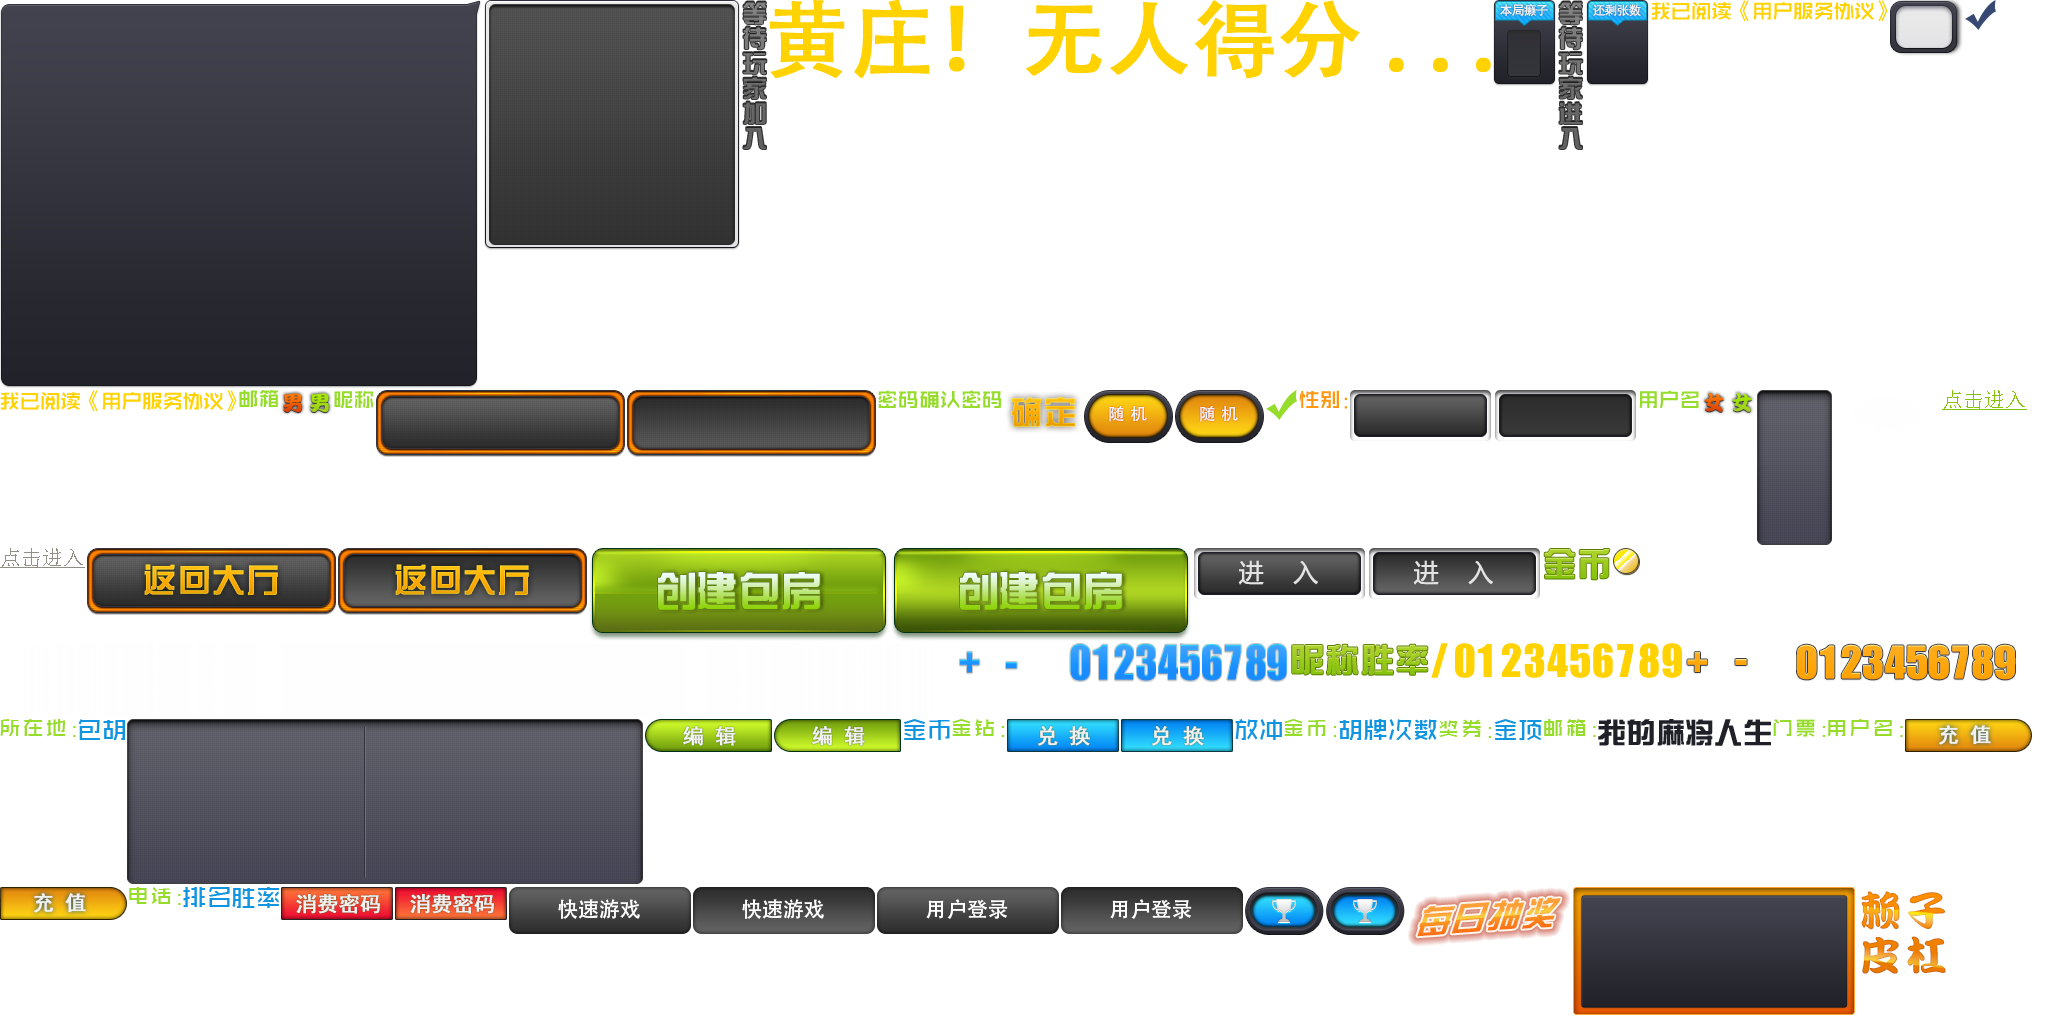 等待玩家加入
黄庄！无人得分...
本局癞子
等待玩家进入
还剩张数
我已阅读《用户服务协议》
我已阅读《用户服务协议》
邮箱
男
男
昵称
密码确认密码
确定
随机
随机
性别:
用户名
女
女
点击进入
点击进入
返回大厅
返回大厅
创建包房
创建包房
进 入
进 入
金币
+ - 0123456789
昵称胜率
/0123456789
+ - 0123456789
所在地:
包胡
编 辑
编 辑
金币
金钻:
兑 换
兑 换
放冲
金币:
胡牌次数
奖券:
金顶
邮箱:
我的麻将人生
门票:
用户名:
充 值
充 值
电话:
排名胜率
消费密码
消费密码
快速游戏
快速游戏
用户登录
用户登录
每日抽奖
赖子
皮杠